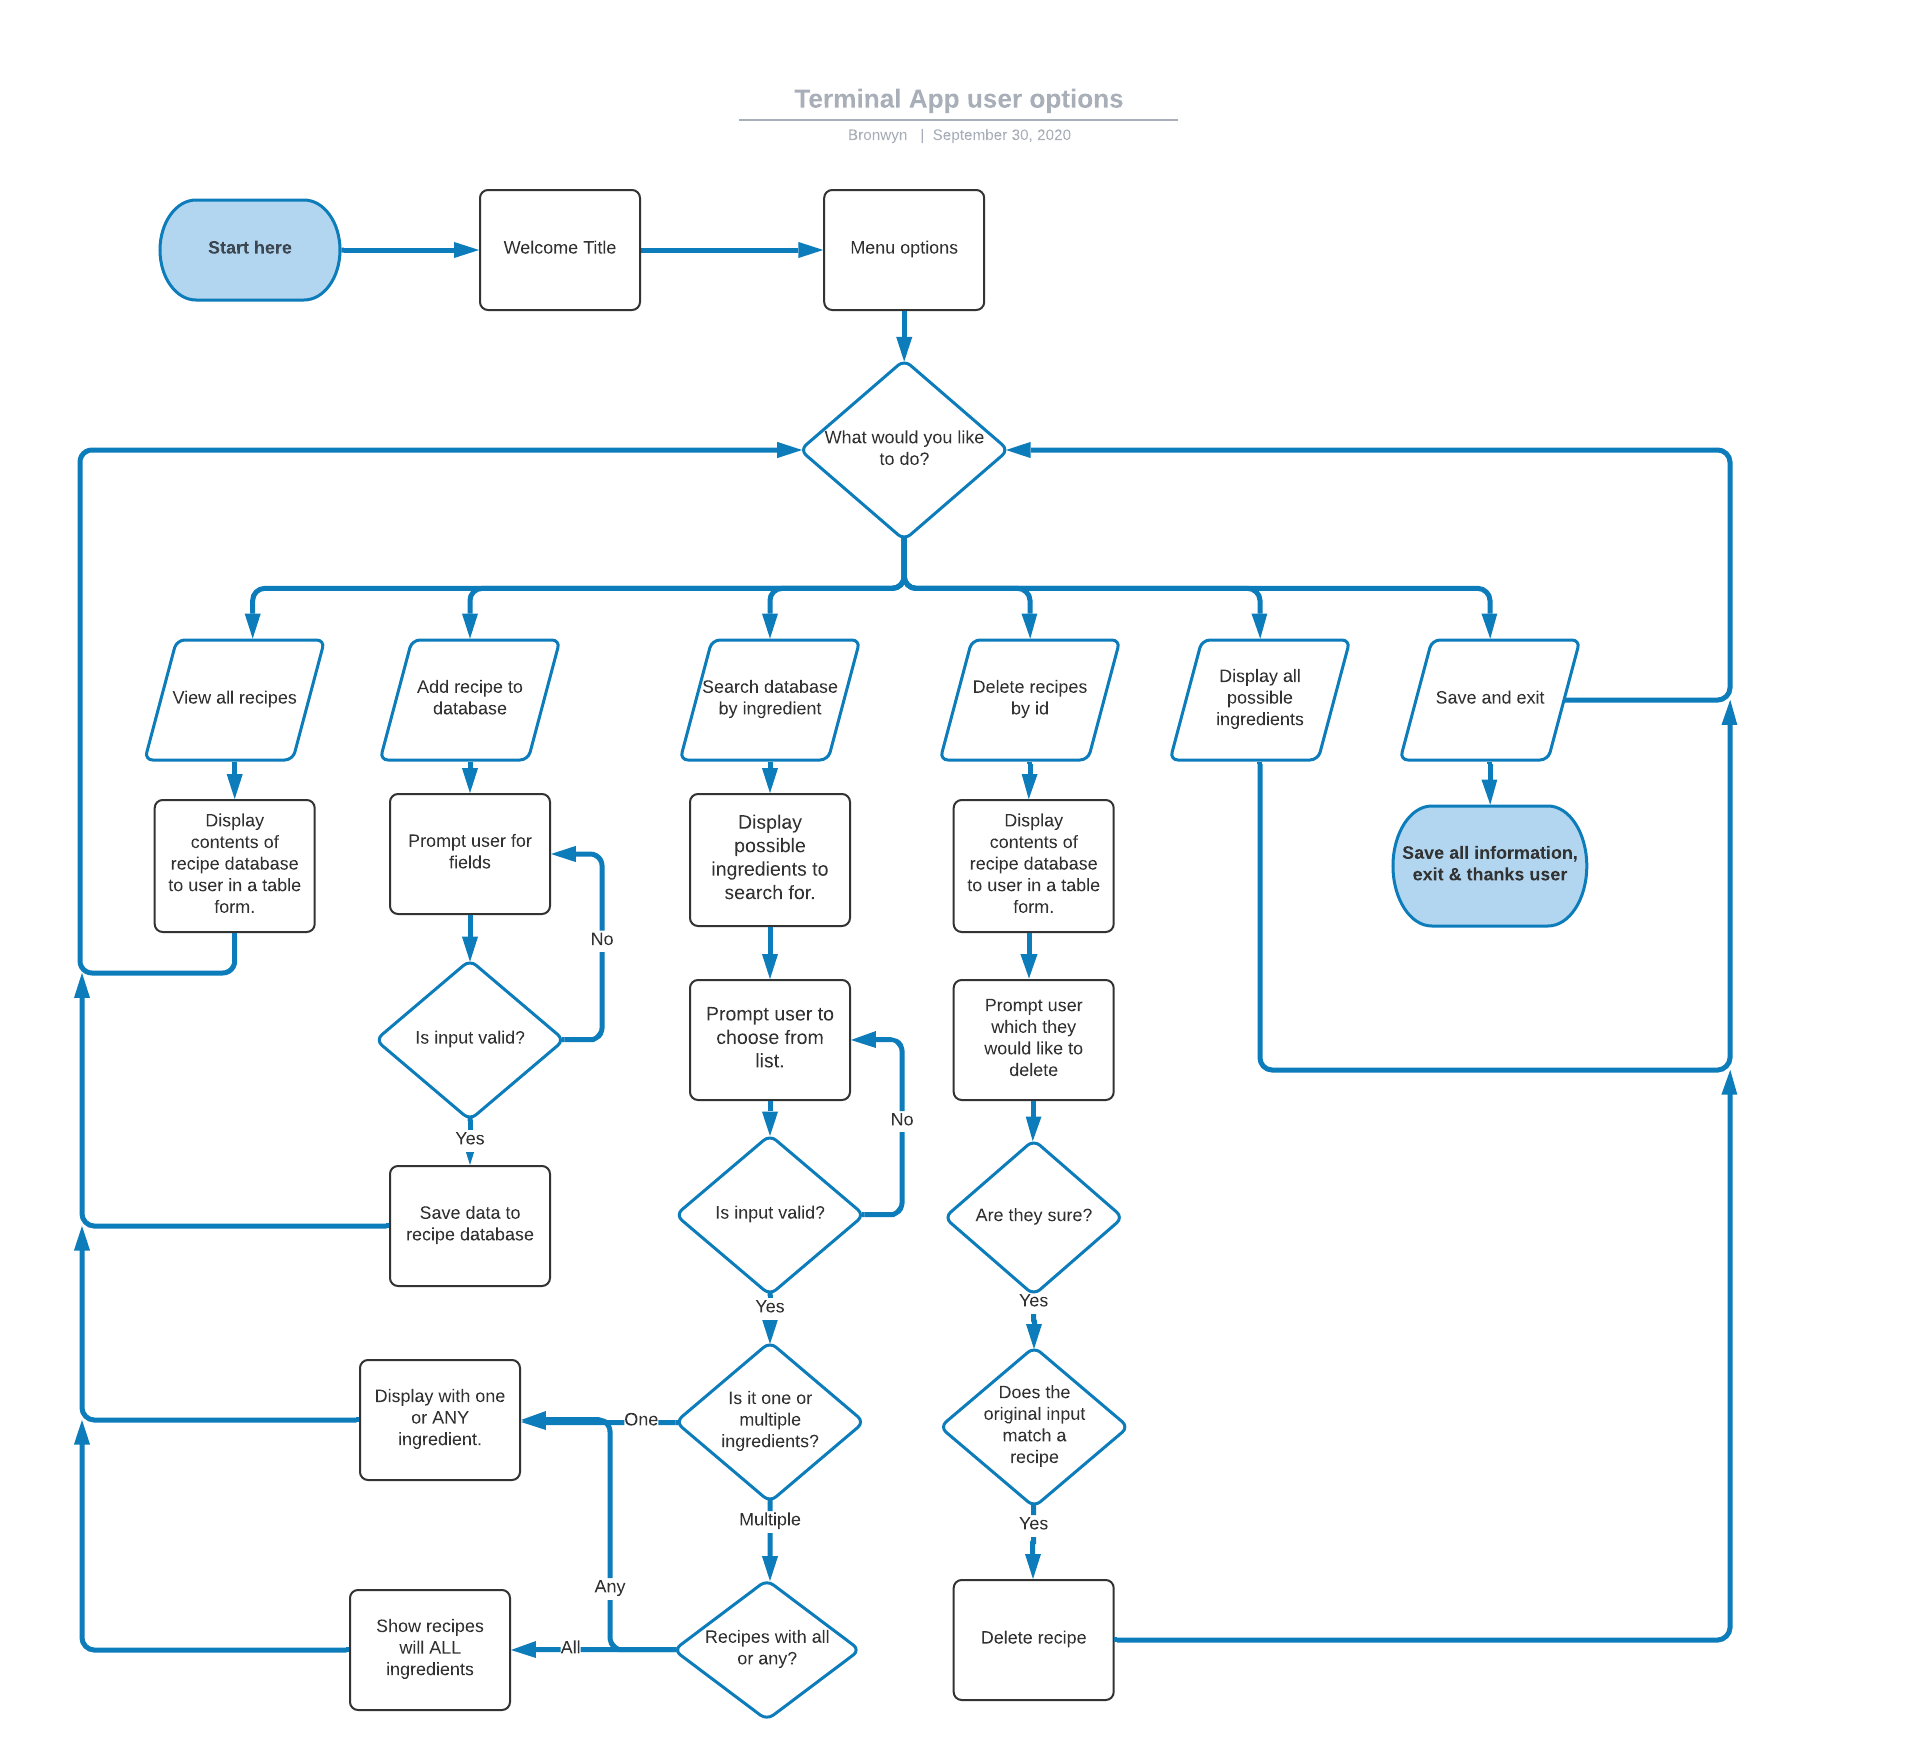 Terminal App user options
Bronwyn | September 30, 2020
Start here
Welcome Title
Menu options
What would you like
to do?
View all recipes
Add recipe to
database
Search database
by ingredient
Delete recipes
by id
Display all
possible
ingredients
Save and exit
Display
contents of
recipe database
to user in a table
form.
Prompt user for
fields
Display
possible
ingredients to
search for.
Display
contents of
recipe database
to user in a table
form.
Save all information,
exit & thanks user
No
Is input valid?
Prompt user to
choose from
list.
Prompt user
which they
would like to
delete
No
Yes
Save data to
recipe database
Is input valid?
Are they sure?
Yes
Yes
Display with one
or ANY
ingredient.
One
Is it one or
multiple
ingredients?
Does the
original input
match a
recipe
Multiple
Yes
Any
Show recipes
will ALL
ingredients
All
Recipes with all
or any?
Delete recipe